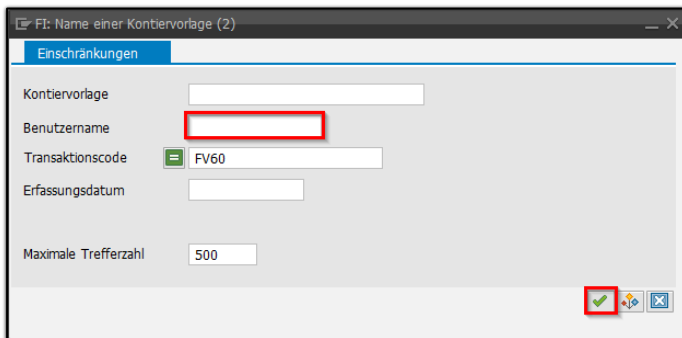 FI: Name einer Kontiervorlage (2)
Einschränkungen
Kontiervorlage
Benutzername
Transaktionscode = FV60
Erfassungsdatum
Maximale Trefferzahl 500